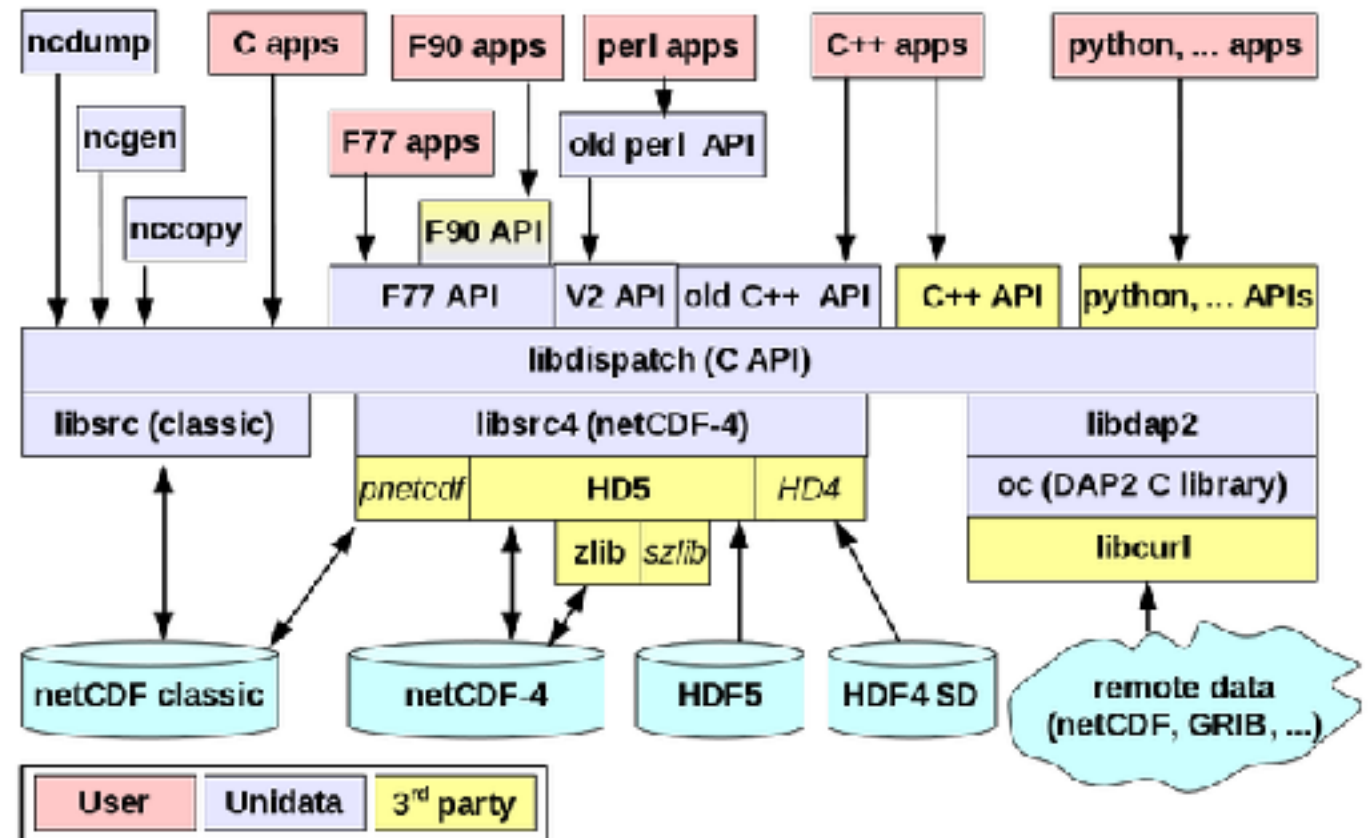 ncdump
C apps
F90 apps
perl apps
C++ apps
python, ... apps
ncgen
F77 apps
old perl API
nccopy
F90 API
F77 API
V2 API
old C++ API
C++ API
python, ... APIs
libdispatch (C API)
libsrc (classic)
libsrc4 (netCDF-4)
libdap2
pnetcdf
HD5
HD4
oc (DAP2 C library)
zlib
szlib
libcurl
netCDF classic
netCDF-4
HDF5
HDF4 SD
remote data
(netCDF, GRIB, ...)
User
Unidata
3rd party